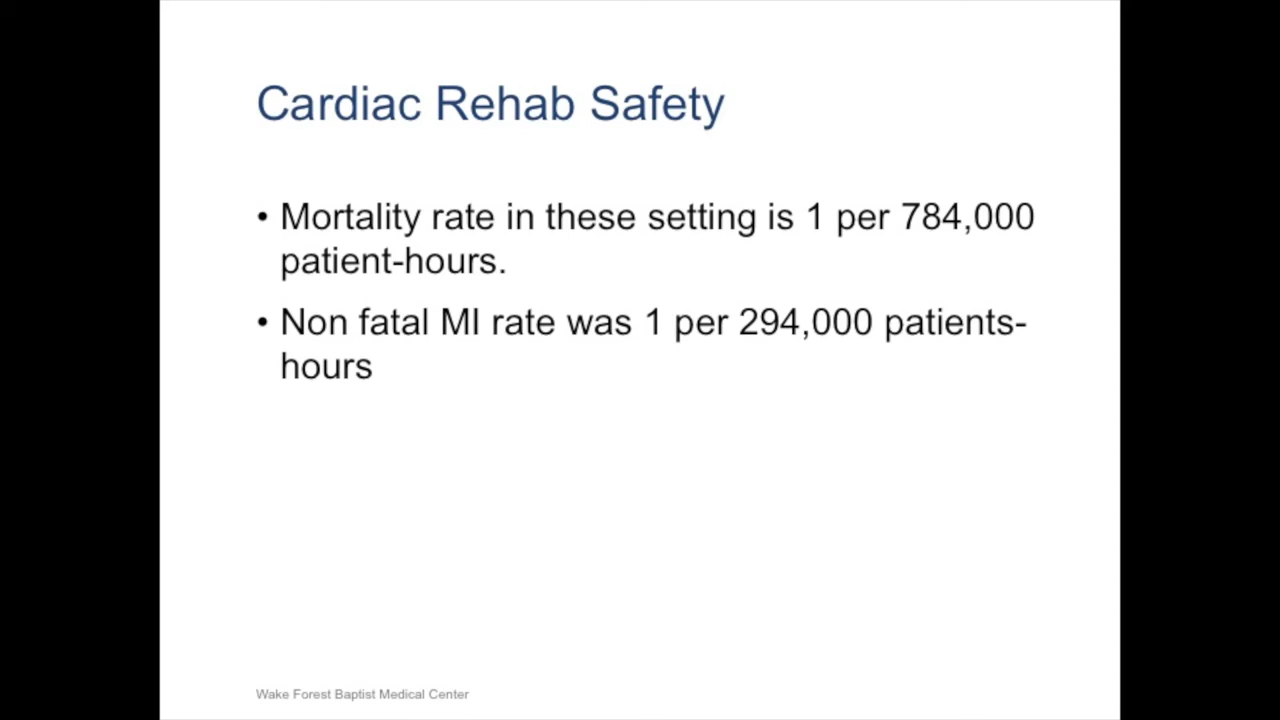 Cardiac Rehab Safety
• Mortality rate in these setting is 1 per 784,000
patient-hours.
• Non fatal MI rate was 1 per 294,000 patients-
hours
Wake Forest Baptist Medical Center